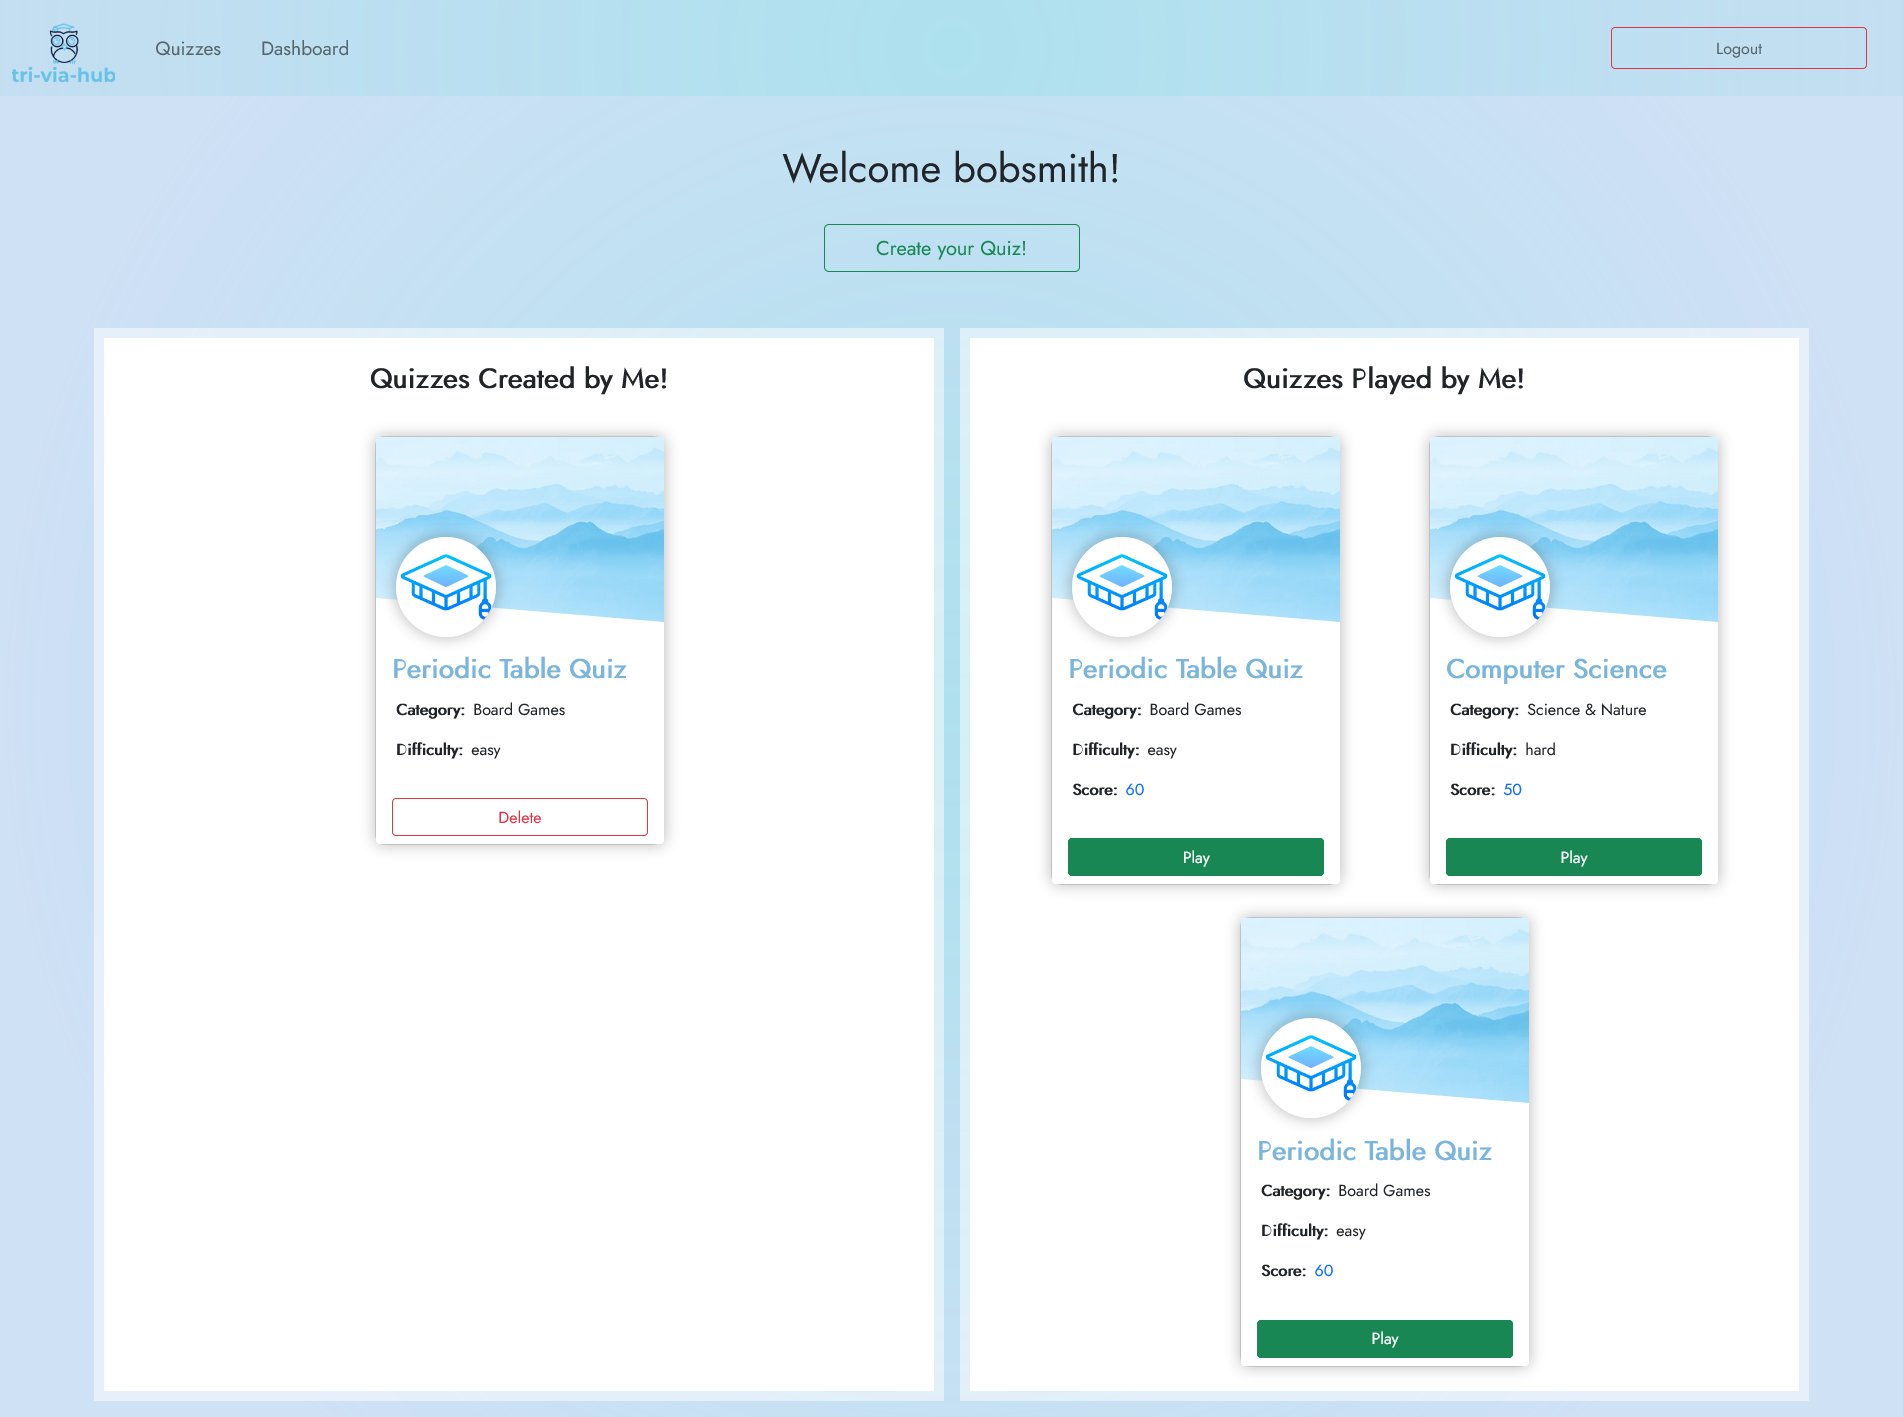 tri-via-hub
Quizzes
Dashboard
Logout
Welcome bobsmith!
Create your Quiz!
Quizzes Created by Me!
Periodic Table Quiz
Category: Board Games
Difficulty: easy
Delete
Quizzes Played by Me!
Periodic Table Quiz
Category: Board Games
Difficulty: easy
Score: 60
Play
Computer Science
Category: Science & Nature
Difficulty: hard
Score: 50
Play
Periodic Table Quiz
Category: Board Games
Difficulty: easy
Score: 60
Play